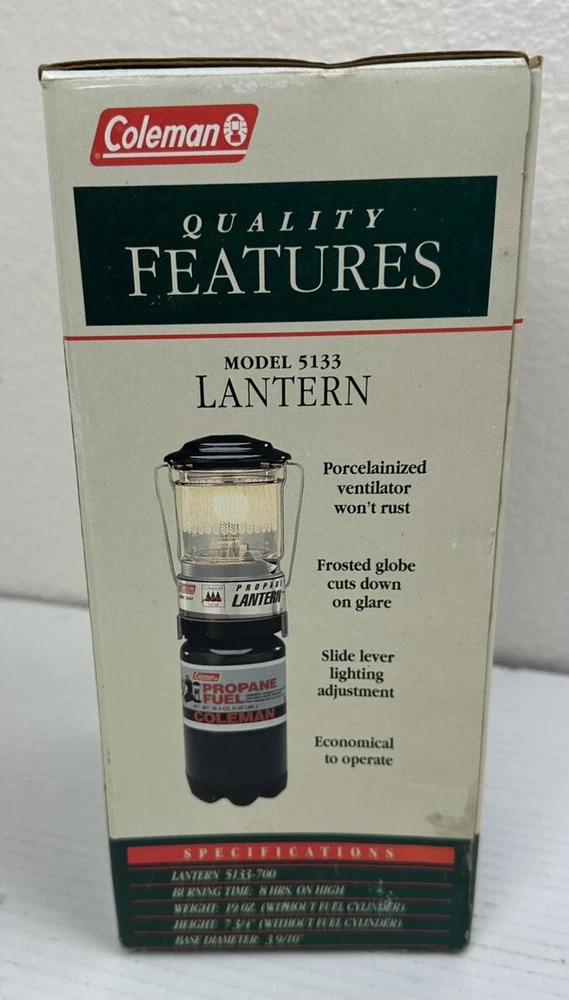 Coleman
QUALITY
FEATURES
MODEL 5133
LANTERN
Porcelainized
ventilator
won't rust
Frosted globe
cuts down
on glare
Slide lever
lighting
adjustment
Economical
to operate
PROPANE
LANTERN
Coleman
PROPANE
FUEL
COLEMAN
SPECIFICATIONS
LANTERN 5133-700
BURNING TIME: 8 HRS. ON HIGH
WEIGHT: 19 OZ. (WITHOUT FUEL CYLINDER)
HEIGHT: 7 3/4" (WITHOUT FUEL CYLINDER)
BASE DIAMETER: 3 9/10"